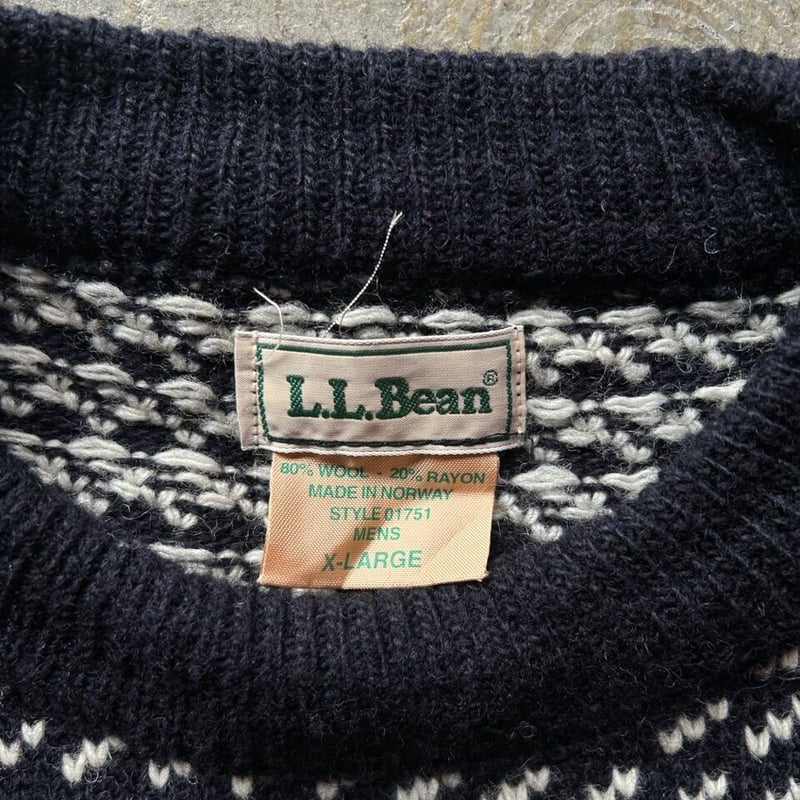 L.L.Bean®
80% WOOL - 20% RAYON
MADE IN NORWAY
STYLE 01751
MENS
X-LARGE